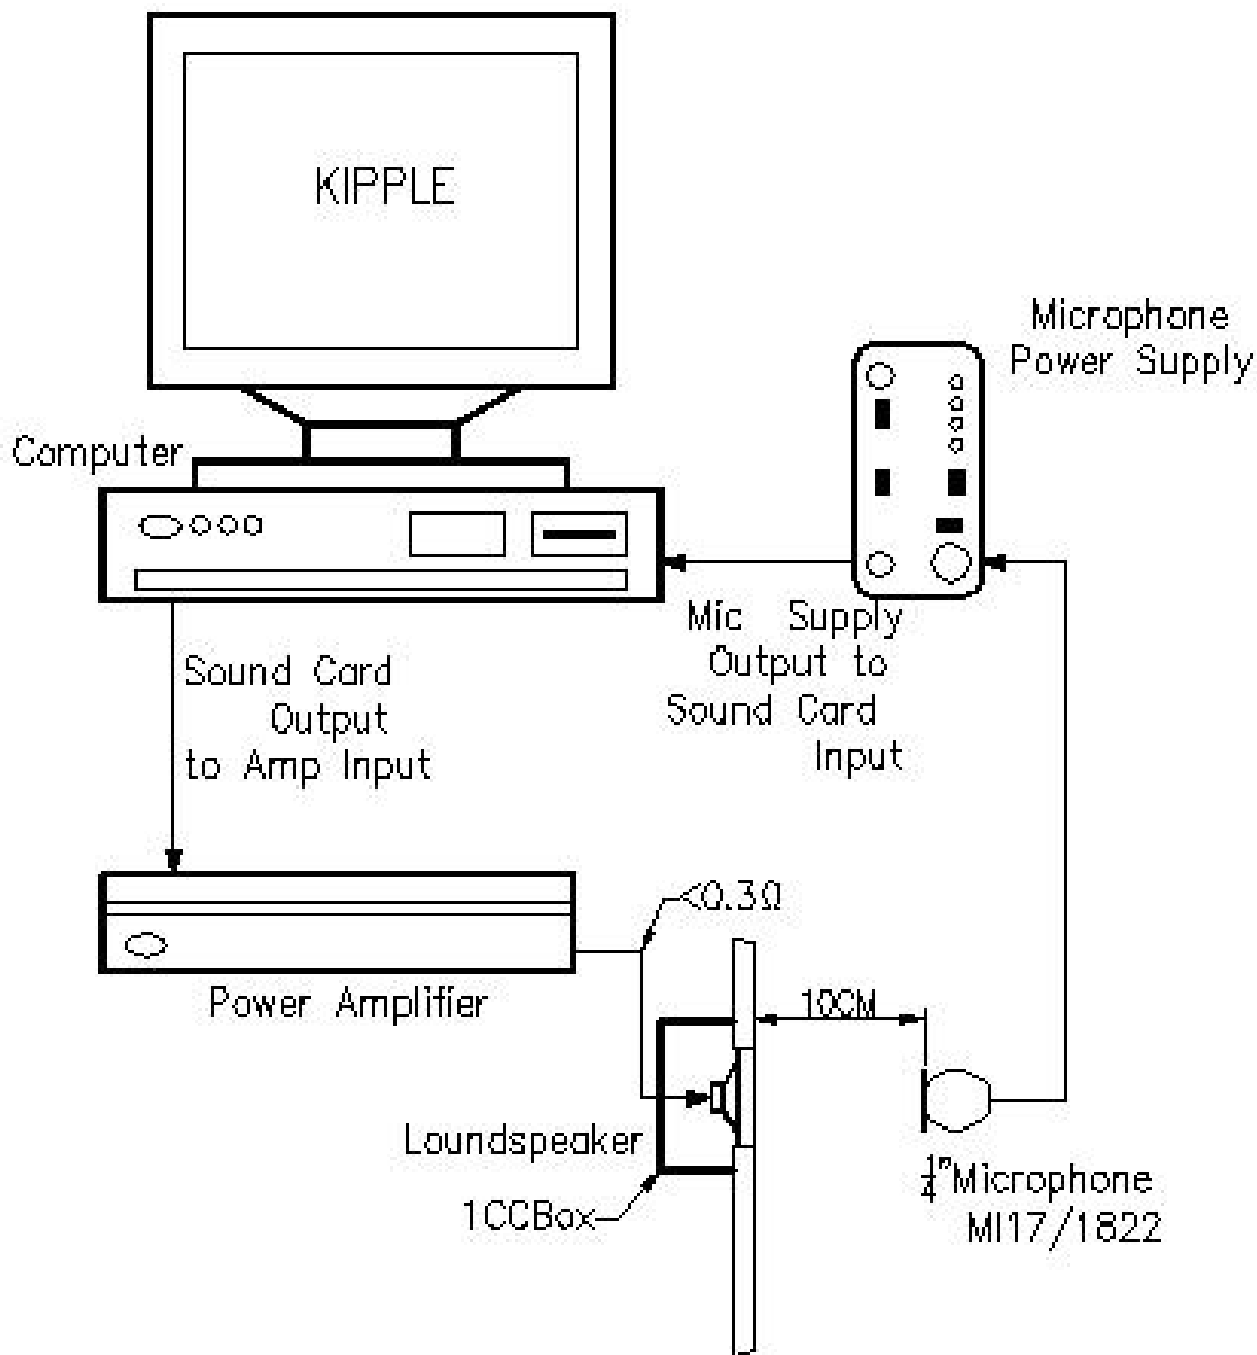 KIPPLE
Microphone
Power Supply
Computer
Mic Supply
Output to
Sound Card
Input
Sound Card
Output
to Amp Input
<0.3Ω
Power Amplifier
10CM
Loundspeaker
1CCBox
1/4"Microphone
MI17/1822